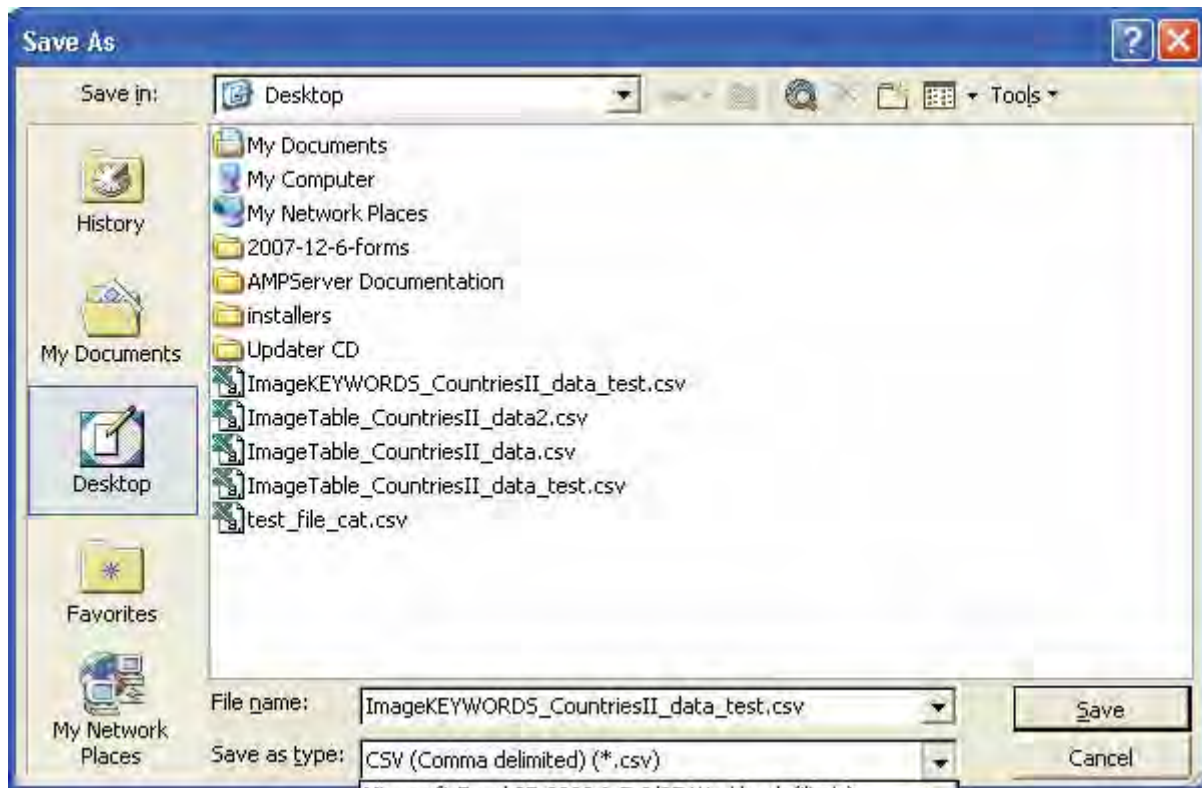 Save As
Save in:
Desktop
Tools
History
My Documents
Desktop
Favorites
My Network
Places
My Documents
My Computer
My Network Places
2007-12-6-forms
AMPServer Documentation
installers
Updater CD
ImageKEYWORDS_CountriesII_data_test.csv
ImageTable_CountriesII_data2.csv
ImageTable_CountriesII_data.csv
ImageTable_CountriesII_data_test.csv
test_file_cat.csv
File name:
ImageKEYWORDS_CountriesII_data_test.csv
Save
Save as type:
CSV (Comma delimited) (*.csv)
Cancel